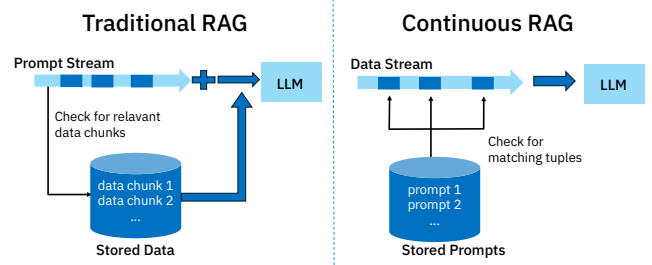 Traditional RAG
Prompt Stream
LLM
Check for relavant
data chunks
data chunk 1
data chunk 2
...
Stored Data
Continuous RAG
Data Stream
LLM
Check for
matching tuples
prompt 1
prompt 2
...
Stored Prompts